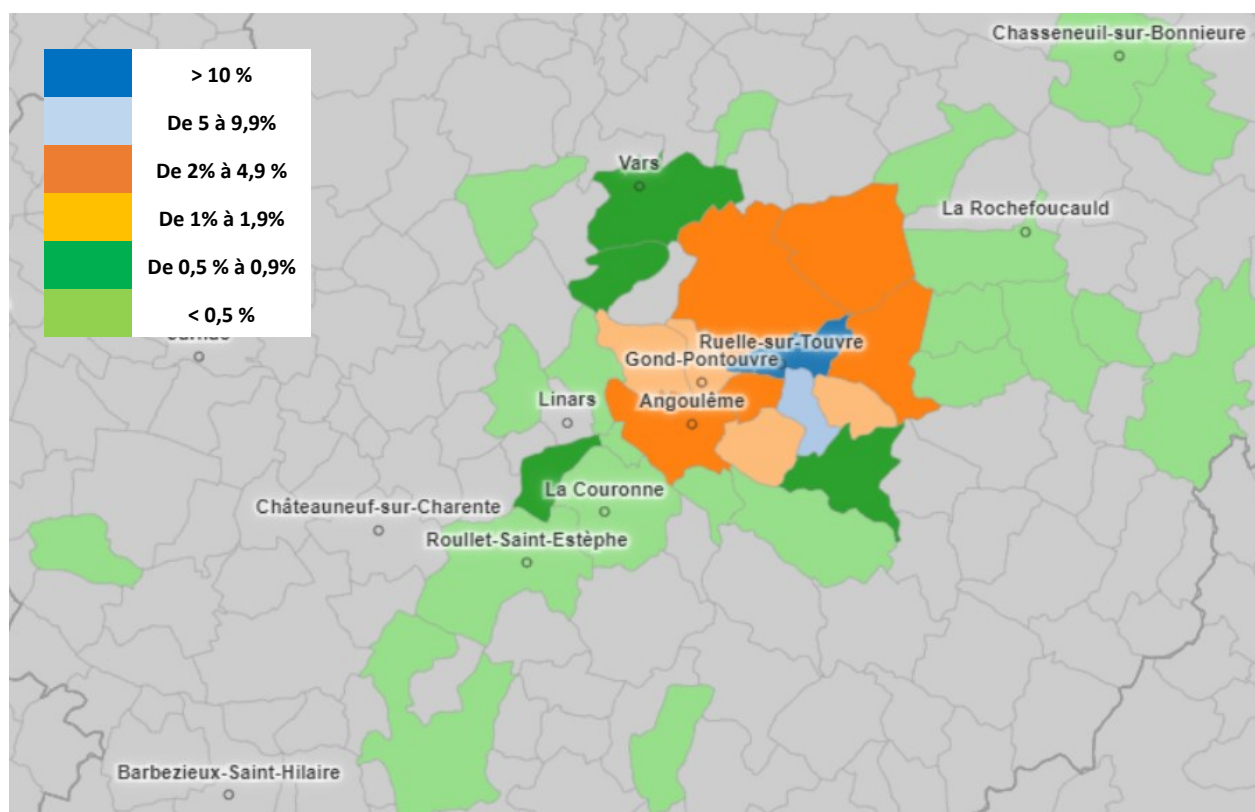 > 10 %
De 5 à 9,9%
De 2% à 4,9 %
De 1% à 1,9%
De 0,5 % à 0,9%
< 0,5 %
Chasseneuil-sur-Bonnieure
Vars
La Rochefoucauld
Ruelle-sur-Touvre
Gond-Pontouvre
Linars
Angoulême
Châteauneuf-sur-Charente
La Couronne
Roullet-Saint-Estèphe
Barbezieux-Saint-Hilaire